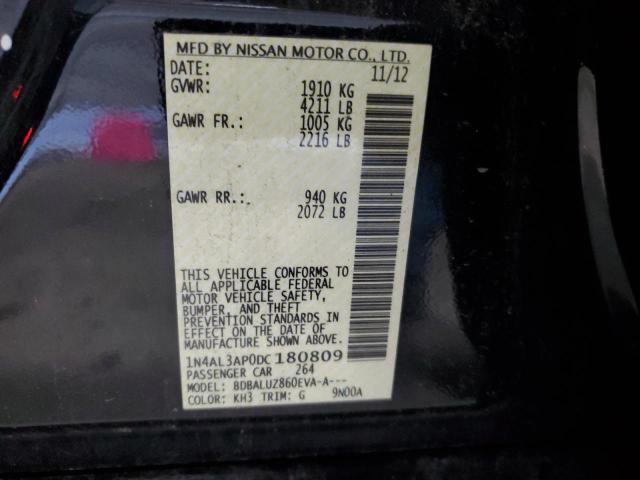 MFD BY NISSAN MOTOR CO., LTD.
DATE: 11/12
GVWR: 1910 KG
4211 LB
GAWR FR.: 1005 KG
2216 LB
GAWR RR.: 940 KG
2072 LB
THIS VEHICLE CONFORMS TO
ALL APPLICABLE FEDERAL
MOTOR VEHICLE SAFETY,
BUMPER, AND THEFT
PREVENTION STANDARDS IN
EFFECT ON THE DATE OF
MANUFACTURE SHOWN ABOVE
1N4AL3AP0DC180809
PASSENGER CAR 264
MODEL: BDBALUZ860EVA-A---
COLOR: KH3 TRIM: G 9N00A